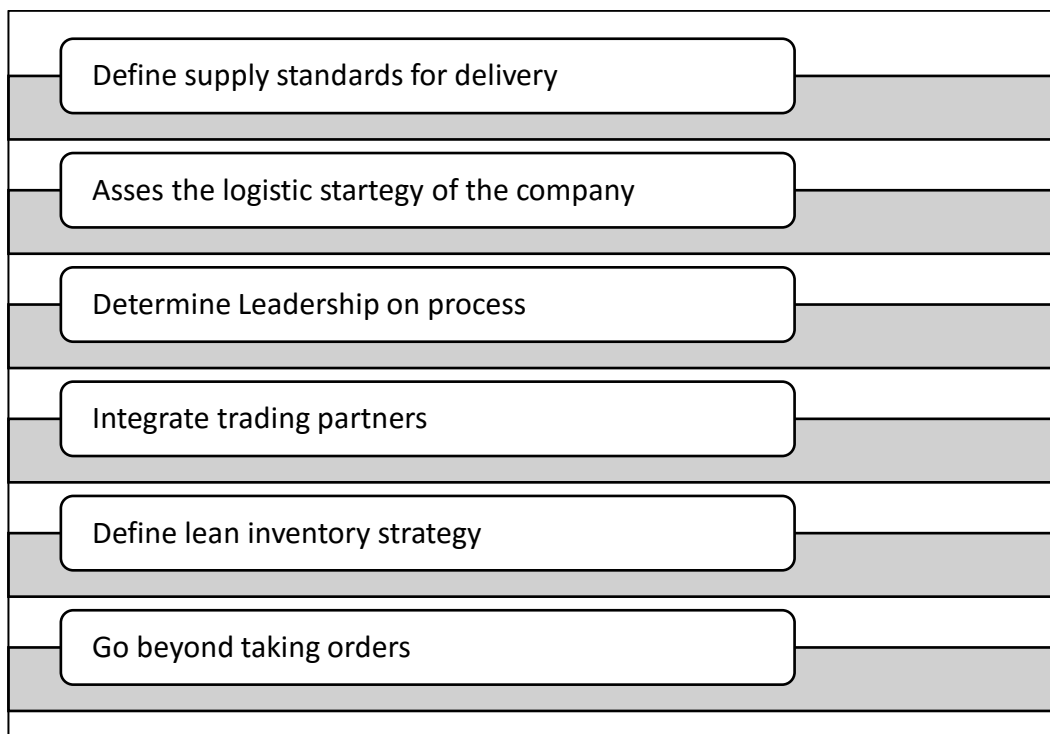 Define supply standards for delivery
Asses the logistic startegy of the company
Determine Leadership on process
Integrate trading partners
Define lean inventory strategy
Go beyond taking orders